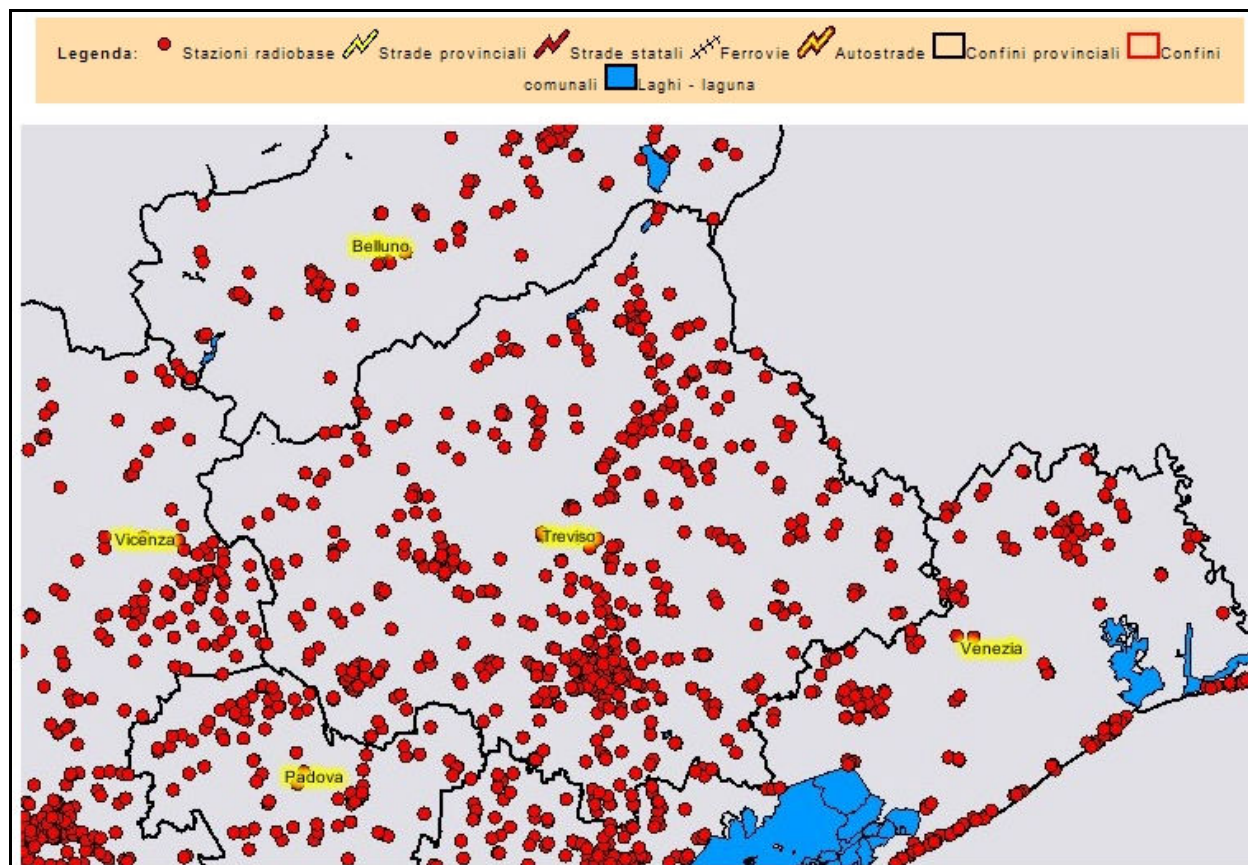 Legenda: Stazioni radiobase Strade provinciali Strade statali Ferrovie Autostrade Confini provinciali Confini
comunali Laghi - laguna
Belluno
Vicenza
Treviso
Venezia
Padova